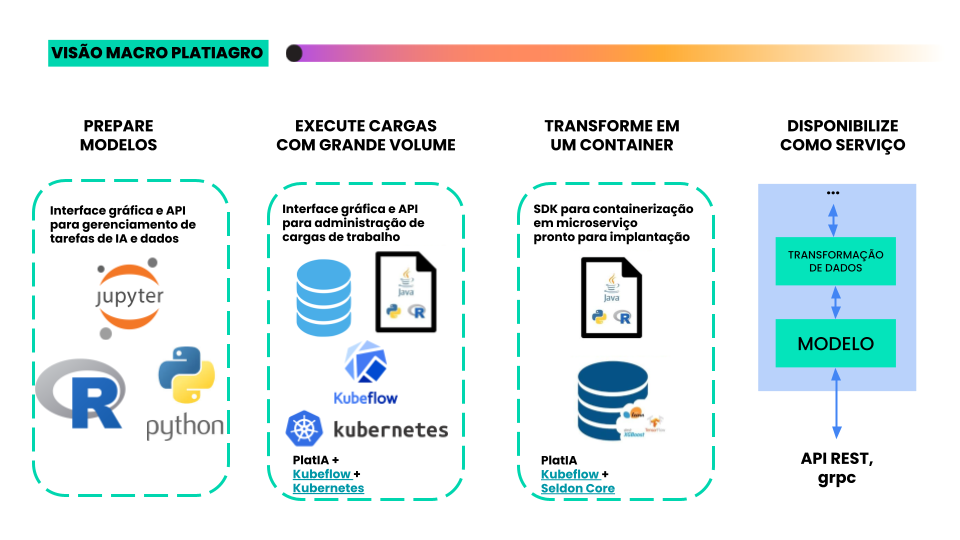 VISÃO MACRO PLATIAGRO
PREPARE
MODELOS
Interface gráfica e API
para gerenciamento de
tarefas de IA e dados
jupyter
R
python
EXECUTE CARGAS
COM GRANDE VOLUME
Interface gráfica e API
para administração de
cargas de trabalho
Java
R
Kubeflow
kubernetes
PlatIA +
Kubeflow +
Kubernetes
TRANSFORME EM
UM CONTAINER
SDK para containerização
em microserviço
pronto para implantação
Java
R
PlatIA
Kubeflow +
Seldon Core
DISPONIBILIZE
COMO SERVIÇO
...
TRANSFORMAÇÃO
DE DADOS
MODELO
API REST,
grpc